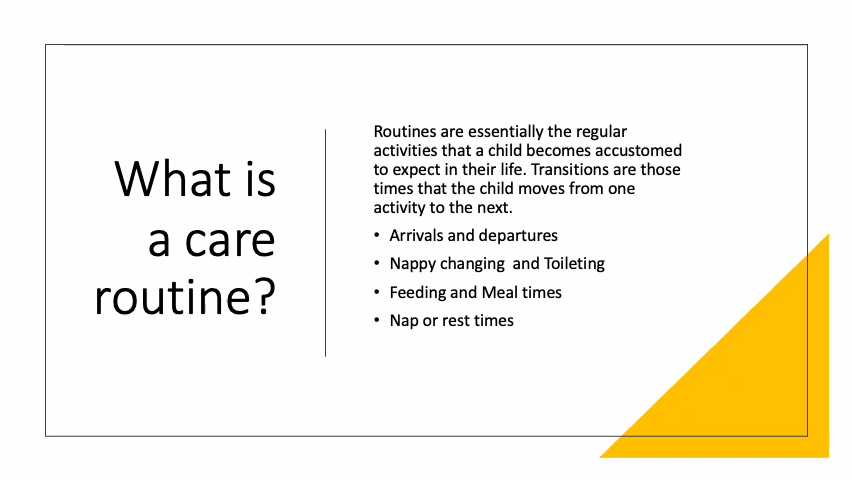 What is
a care
routine?
Routines are essentially the regular
activities that a child becomes accustomed
to expect in their life. Transitions are those
times that the child moves from one
activity to the next.
• Arrivals and departures
• Nappy changing  and Toileting
• Feeding and Meal times
• Nap or rest times